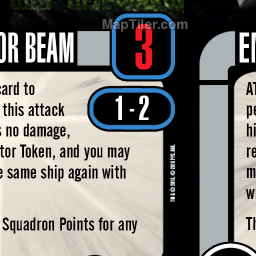 MapTiler.com
OR BEAM
3
EN
card to
this attack
1-2
s no damage,
tor Token, and you may
e same ship again with
Squadron Points for any
AT
pe
hi
re
m
w
Th